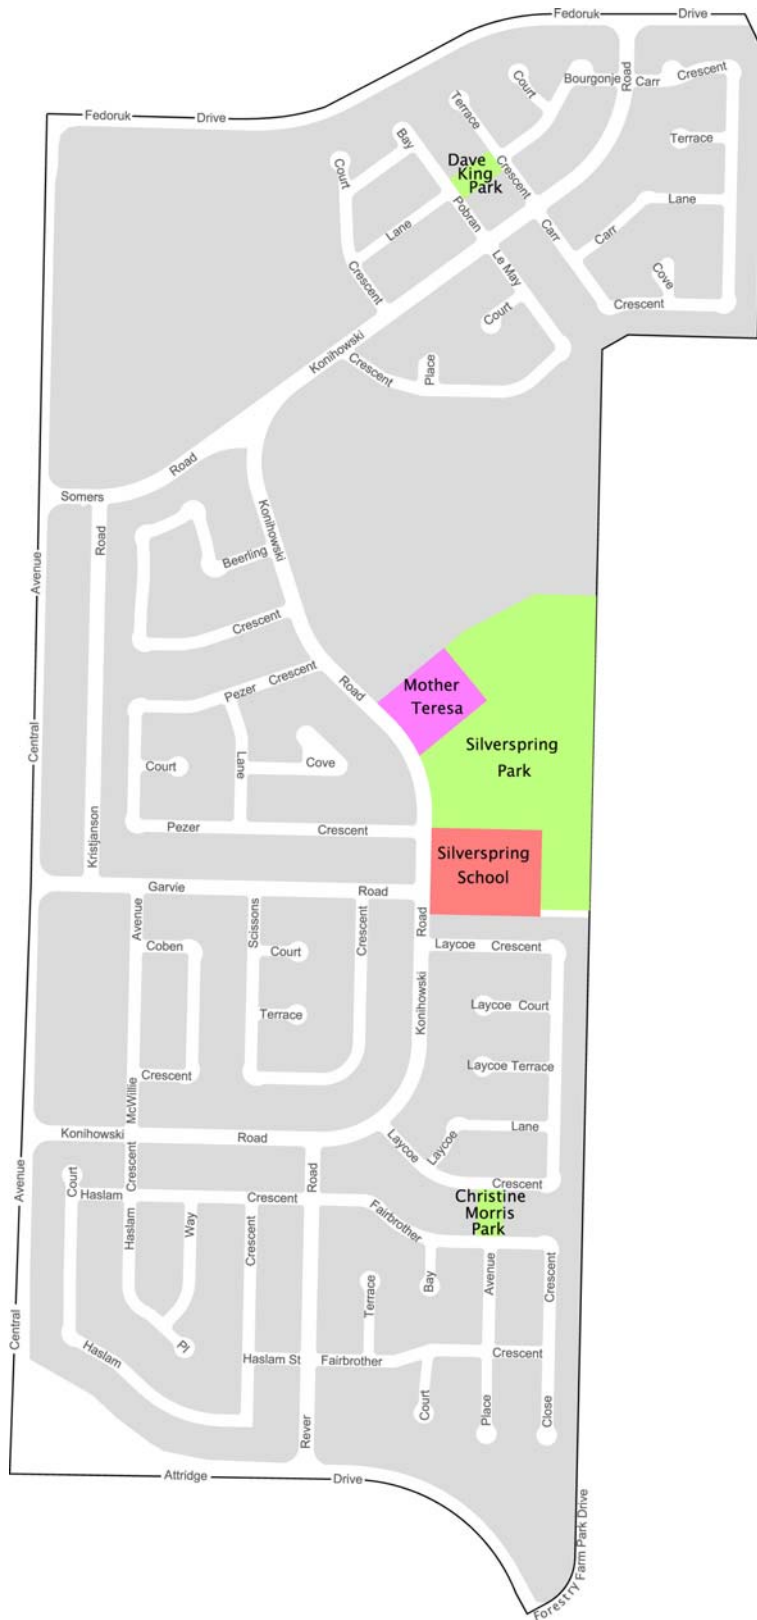 Fedoruk Drive
Fedoruk Drive
Court
Bourgonje
Road
Carr
Crescent
Terrace
Bay
Terrace
Court
Dave
King
Park
Crescent
Lane
Pobran
Carr
Carr
Lane
Crescent
Le May
Cove
Court
Crescent
Konihowski
Crescent
Place
Road
Somers
Road
Konihowski
Avenue
Beerling
Crescent
Mother
Teresa
Pezer Crescent
Road
Central
Silverspring
Park
Court
Lane
Cove
Kristjanson
Pezer
Crescent
Silverspring
School
Garvie
Road
Avenue
Scissons
Crescent
Road
Coben
Court
Laycoe Crescent
Konihowski
Laycoe Court
Terrace
Laycoe Terrace
Crescent
McWillie
Konihowski
Road
Laycoe
Laycoe
Lane
Avenue
Court
Crescent
Road
Crescent
Haslam
Crescent
Christine
Morris
Park
Fairbrother
Haslam
Way
Crescent
Terrace
Bay
Avenue
Crescent
Central
Haslam
Pl
Haslam St
Fairbrother
Crescent
Court
Place
Close
Rever
Attridge
Drive
Forestry Farm Park Drive